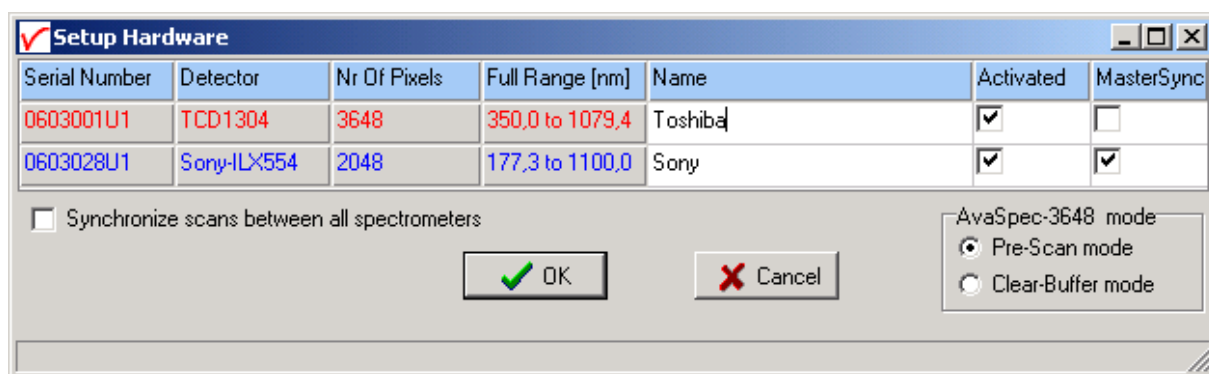 Setup Hardware
Serial Number Detector Nr Of Pixels Full Range [nm] Name Activated MasterSync
0603001U1 TCD1304 3648 350,0 to 1079,4 Toshiba
0603028U1 Sony-ILX554 2048 177,3 to 1100,0 Sony
Synchronize scans between all spectrometers
AvaSpec-3648 mode
Pre-Scan mode
Clear-Buffer mode
OK Cancel